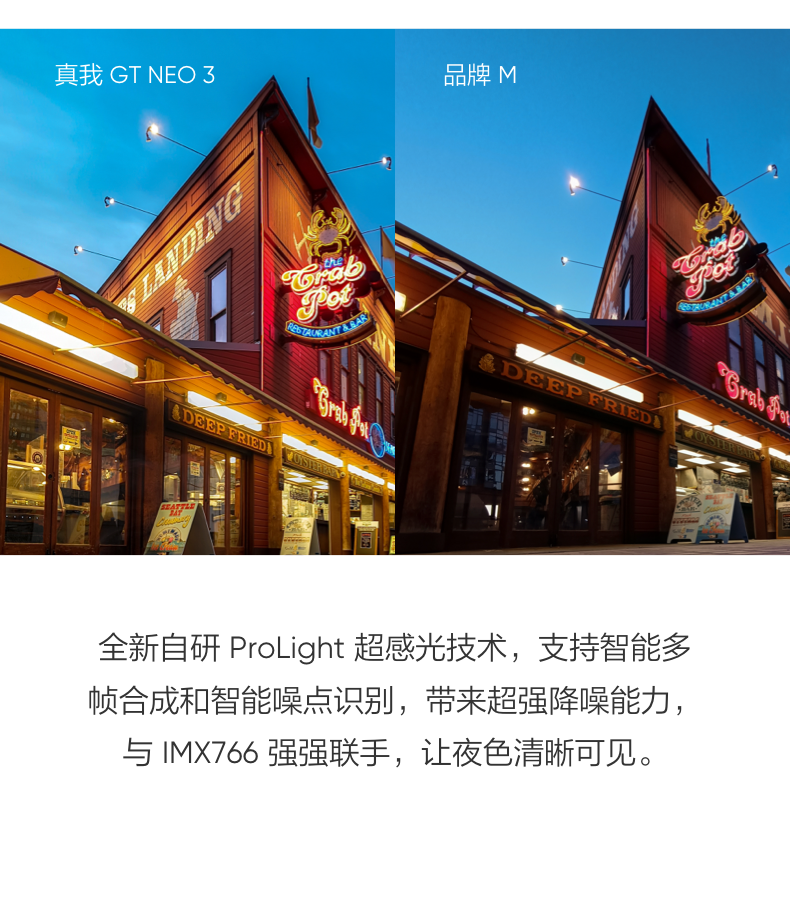 真我 GT NEO 3
品牌 M
BS LANDING
the
Crab
Pot
RESTAURANT & BAR
Crab Pot
DEEP FRIED
SEATTLE
BAY
ING
the
Crab
Pot
RESTAURANT & BAR
Crab Pot
DEEP FRIED
全新自研 ProLight 超感光技术，支持智能多
帧合成和智能噪点识别，带来超强降噪能力，
与 IMX766 强强联手，让夜色清晰可见。